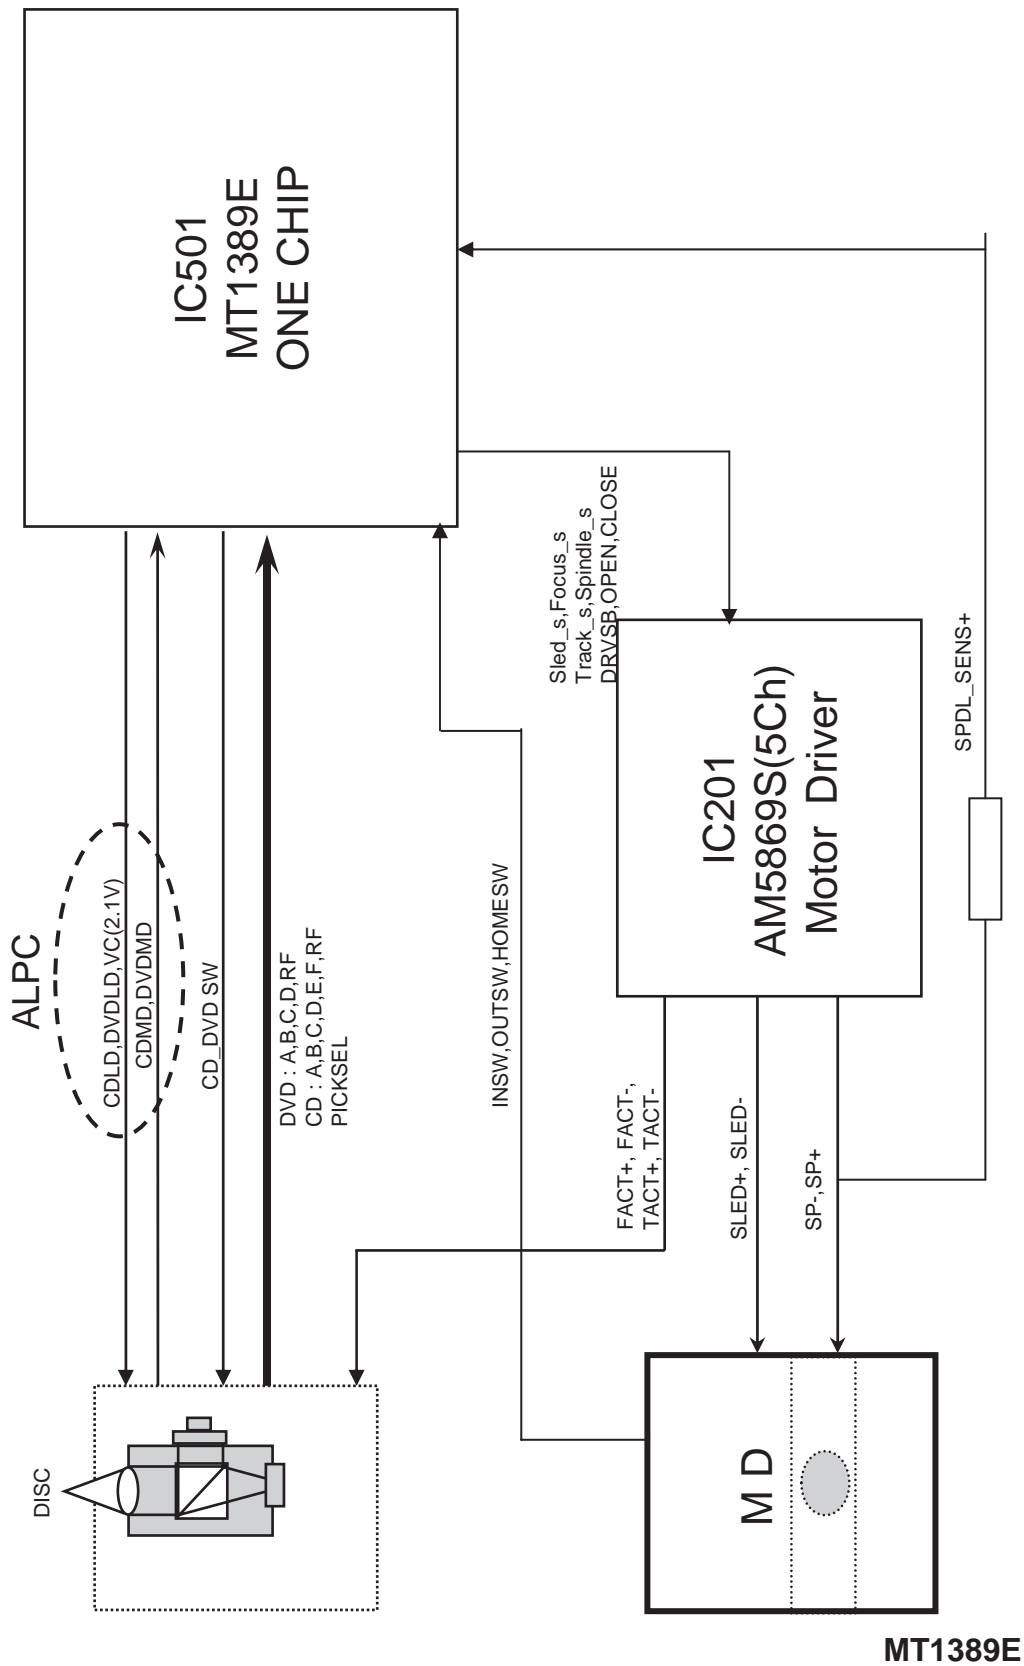 IC501
MT1389E
ONE CHIP
ALPC
CDLD,DVDLD,VC(2.1V)
CDMD,DVDMD
CD_DVD SW
DVD : A,B,C,D,RF
CD : A,B,C,D,E,F,RF
PICKSEL
DISC
INSW,OUTSW,HOMESW
Sled_s,Focus_s
Track_s,Spindle_s
DRVSB,OPEN,CLOSE
IC201
AM5869S(5Ch)
Motor Driver
SPDL_SENS+
FACT+, FACT-,
TACT+, TACT-
SLED+, SLED-
SP-,SP+
M D
MT1389E